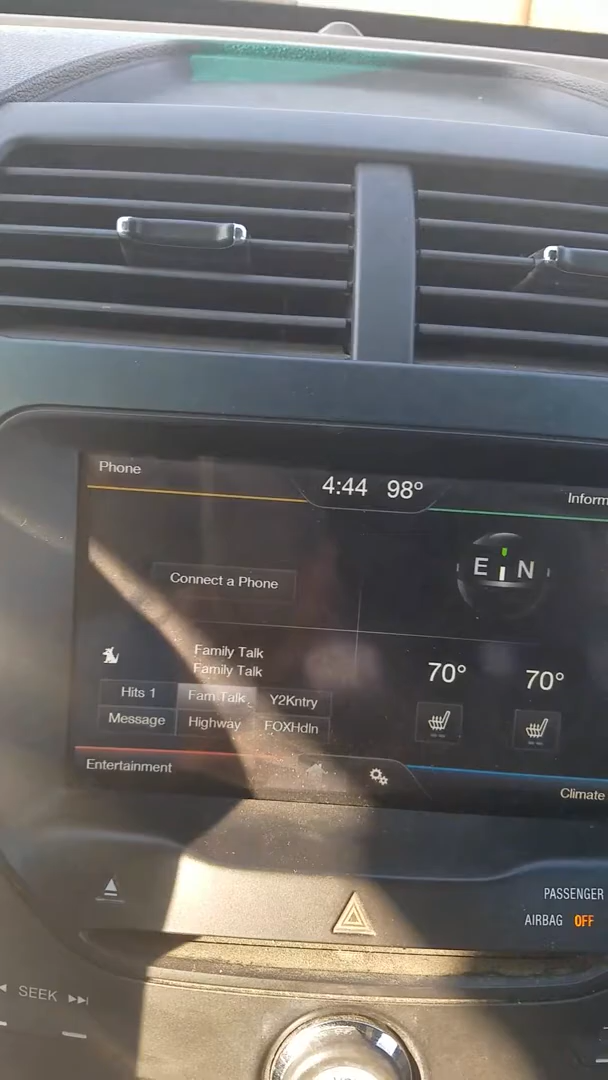 Phone
4:44 98°
Inform
E N
Connect a Phone
Family Talk
Family Talk
70° 70°
Hits 1 Fam Talk Y2Kntry
Message Highway FOXHdln
Entertainment
Climate
PASSENGER
AIRBAG OFF
SEEK